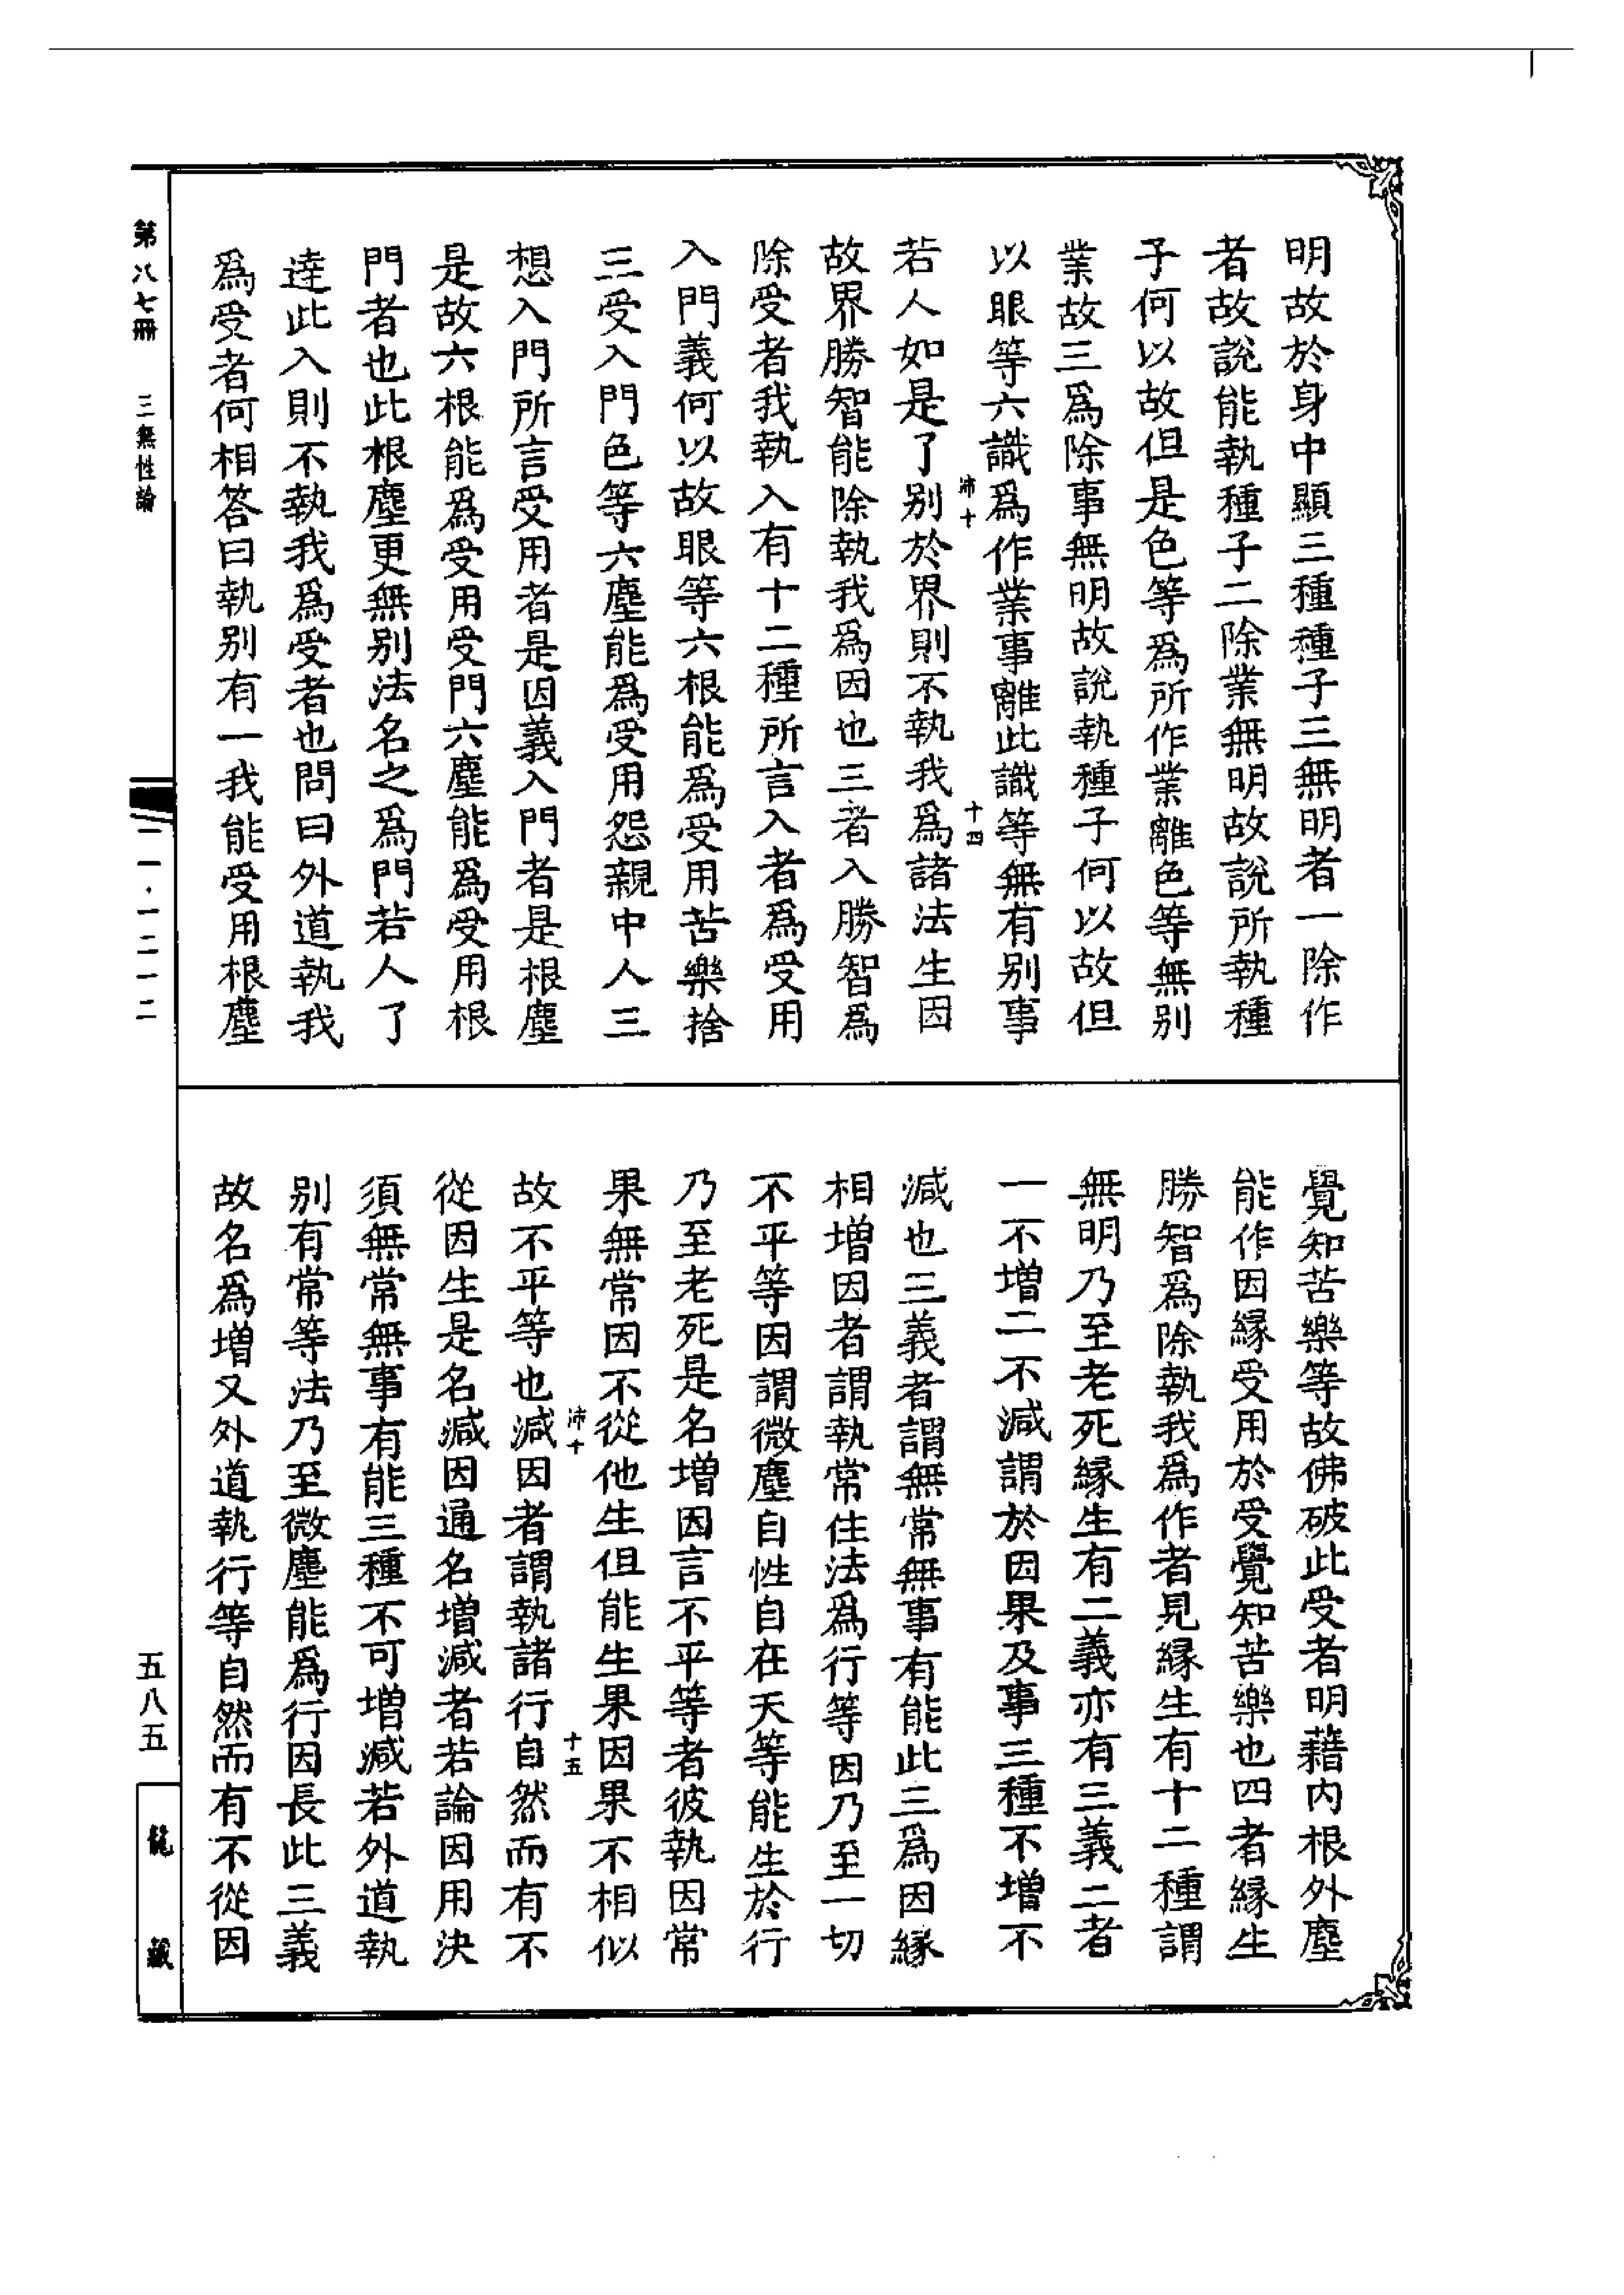 明故於身中顯三種種子三無明者一除作
者故說能執種子二除業無明故說所執種
子何以故但是色等爲所作業離色等無別
業故三爲除事無明故說執種子何以故但
以眼等六識爲作業事離此識等無有別事
沛十
十四
若人如是了別於界則不執我爲諸法生因
故界勝智能除執我爲因也三者入勝智爲
除受者我執入有十二種所言入者爲受用
入門義何以故眼等六根能爲受用苦樂捨
三受入門色等六塵能爲受用怨親中人三
想入門所言受用者是因義入門者是根塵
是故六根能爲受用受門六塵能爲受用根
門者也此根塵更無別法名之爲門若人了
達此入則不執我爲受者也問曰外道執我
爲受者何相答曰執別有一我能受用根塵
覺知苦樂等故佛破此受者明藉內根外塵
能作因緣受用於受覺知苦樂也四者緣生
勝智爲除執我爲作者見緣生有十二種謂
無明乃至老死緣生有二義亦有三義二者
一不增二不減謂於因果及事三種不增不
減也三義者謂無常無事有能此三爲因緣
相增因者謂執常住法爲行等因乃至一切
不平等因謂微塵自性自在天等能生於行
乃至老死是名增因言不平等者彼執因常
果無常因不從他生但能生果因果不相似
沛十
十五
故不平等也減因者謂執諸行自然而有不
從因生是名減因通名增減者若論因用決
須無常無事有能三種不可增減若外道執
別有常等法乃至微塵能爲行因長此三義
故名爲增又外道執行等自然而有不從因
第八七冊
三無性論
二一·一二一二
五八五
龍藏